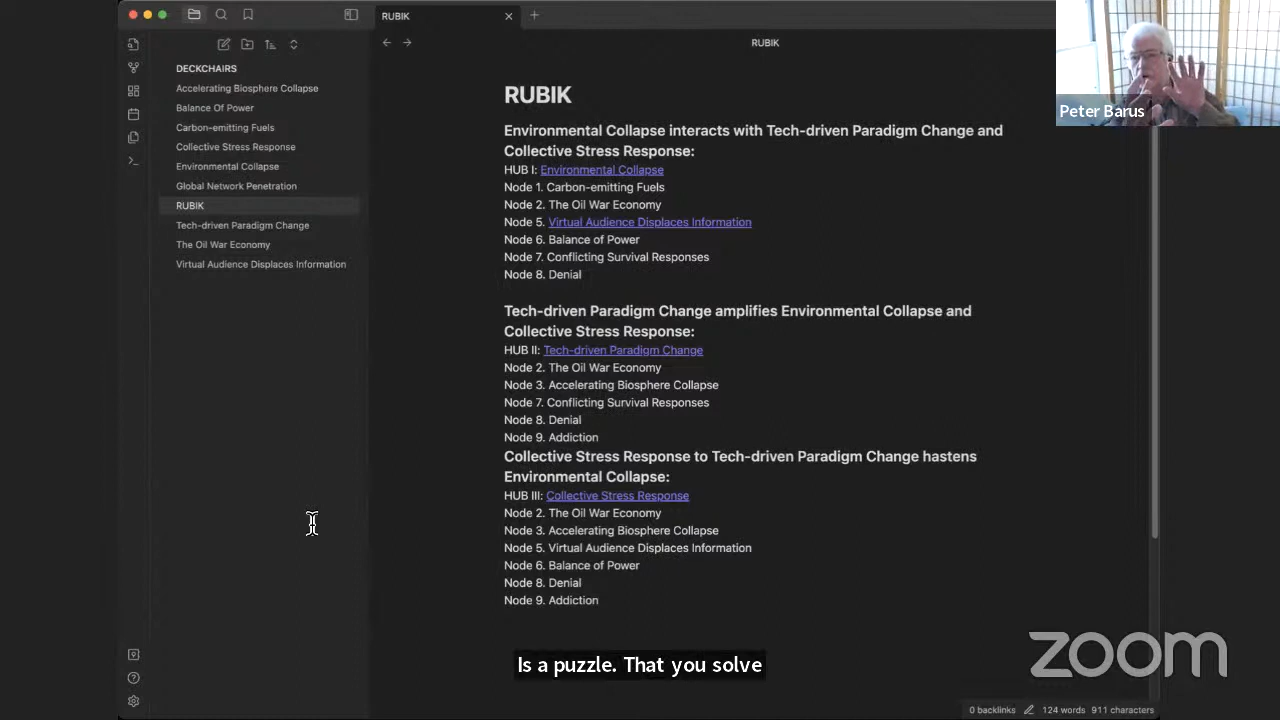 RUBIK
RUBIK
DECKCHAIRS
Accelerating Biosphere Collapse
Balance Of Power
Carbon-emitting Fuels
Collective Stress Response
Environmental Collapse
Global Network Penetration
RUBIK
Tech-driven Paradigm Change
The Oil War Economy
Virtual Audience Displaces Information
RUBIK
Environmental Collapse interacts with Tech-driven Paradigm Change and
Collective Stress Response:
HUB I: Environmental Collapse
Node 1. Carbon-emitting Fuels
Node 2. The Oil War Economy
Node 5. Virtual Audience Displaces Information
Node 6. Balance of Power
Node 7. Conflicting Survival Responses
Node 8. Denial
Tech-driven Paradigm Change amplifies Environmental Collapse and
Collective Stress Response:
HUB II: Tech-driven Paradigm Change
Node 2. The Oil War Economy
Node 3. Accelerating Biosphere Collapse
Node 7. Conflicting Survival Responses
Node 8. Denial
Node 9. Addiction
Collective Stress Response to Tech-driven Paradigm Change hastens
Environmental Collapse:
HUB III: Collective Stress Response
Node 2. The Oil War Economy
Node 3. Accelerating Biosphere Collapse
Node 5. Virtual Audience Displaces Information
Node 6. Balance of Power
Node 8. Denial
Node 9. Addiction
Peter Barus
Is a puzzle. That you solve
zoom
0 backlinks 124 words 911 characters